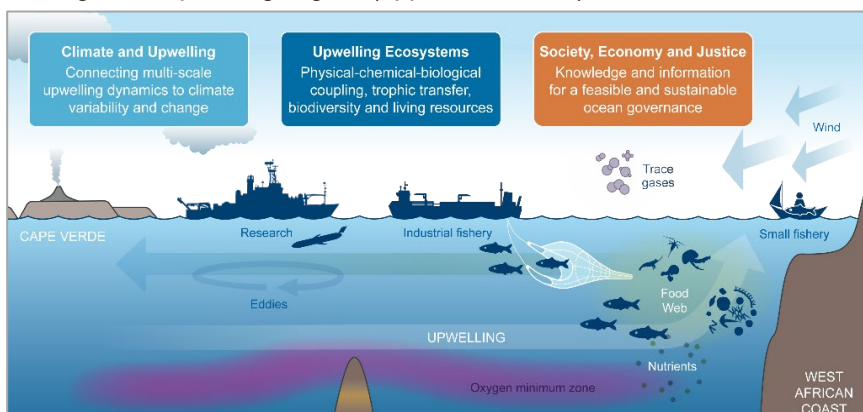 Climate and Upwelling
Connecting multi-scale
upwelling dynamics to climate
variability and change
Upwelling Ecosystems
Physical-chemical-biological
coupling, trophic transfer,
biodiversity and living resources
Society, Economy and Justice
Knowledge and information
for a feasible and sustainable
ocean governance
Wind
Trace
gases
CAPE VERDE
Research
Industrial fishery
Small fishery
Eddies
Food
Web
UPWELLING
Nutrients
Oxygen minimum zone
WEST
AFRICAN
COAST